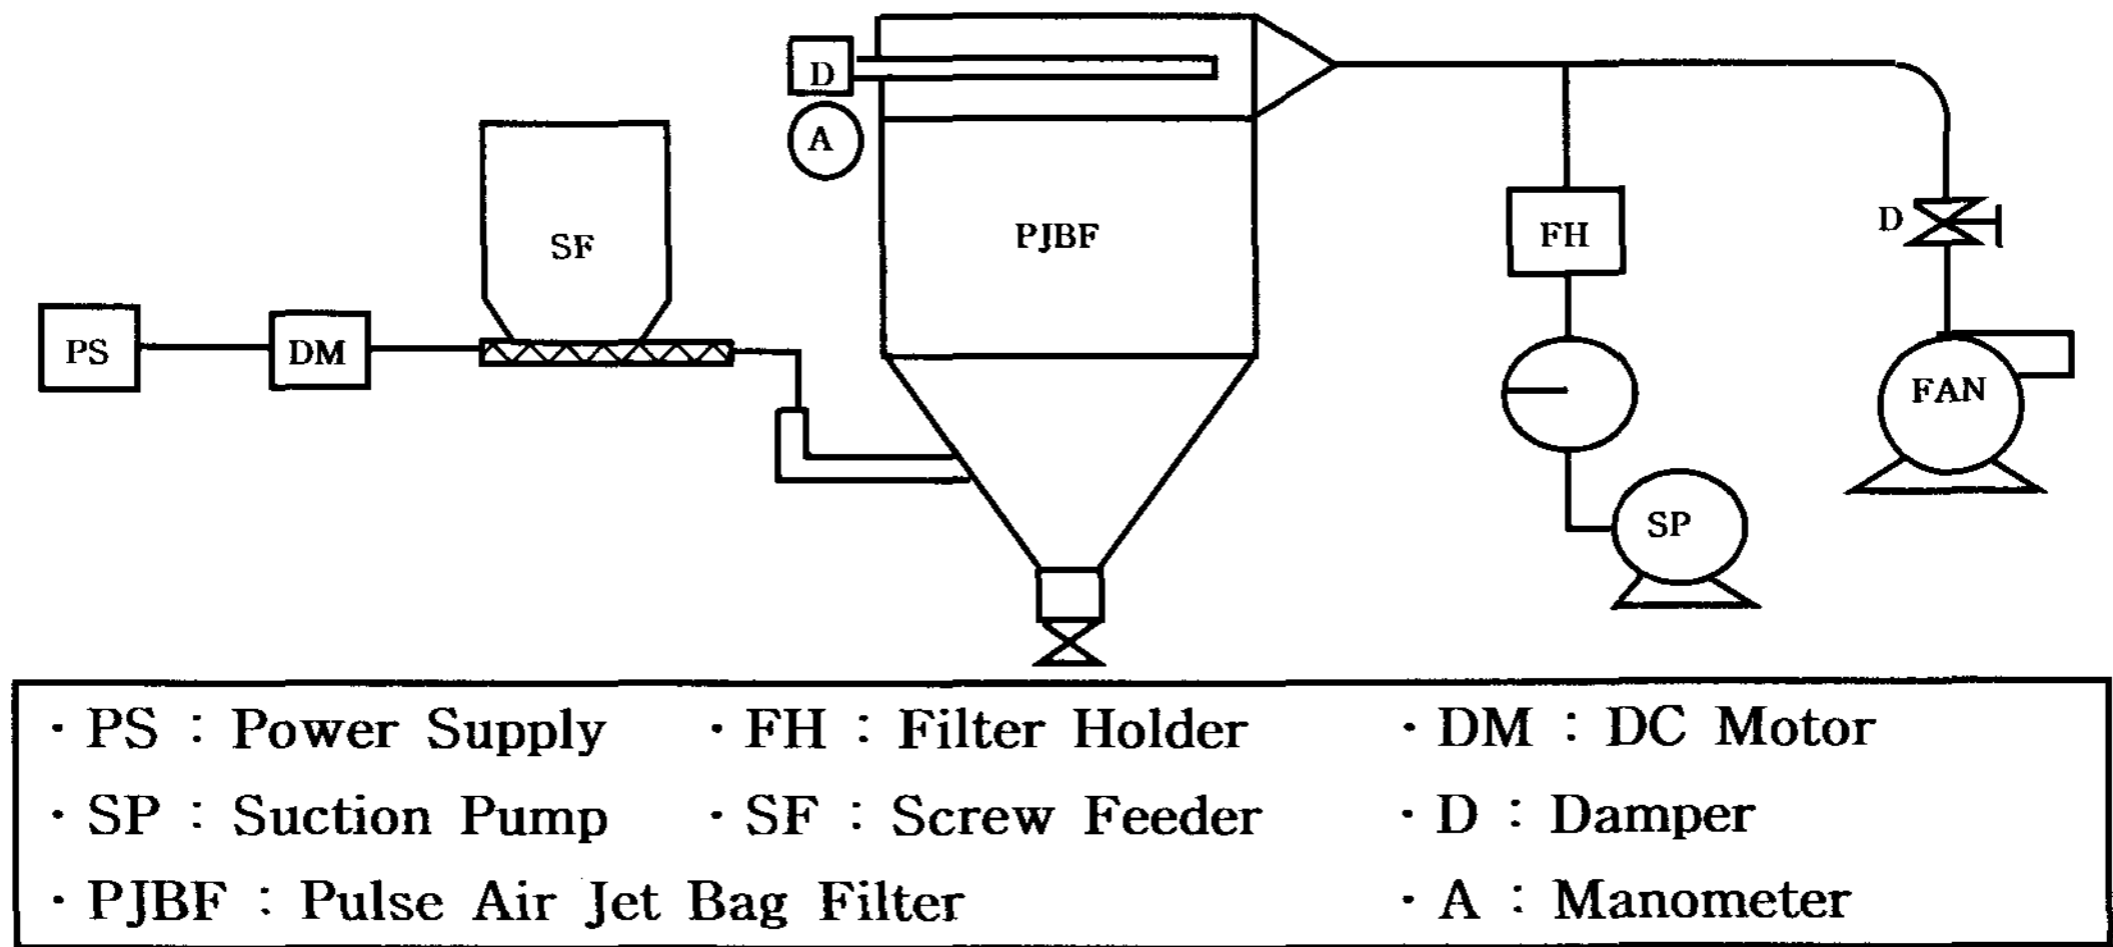 D
A
SF
PJBF
FH
D
PS
DM
FAN
SP
· PS : Power Supply · FH : Filter Holder · DM : DC Motor
· SP : Suction Pump · SF : Screw Feeder · D : Damper
· PJBF : Pulse Air Jet Bag Filter · A : Manometer